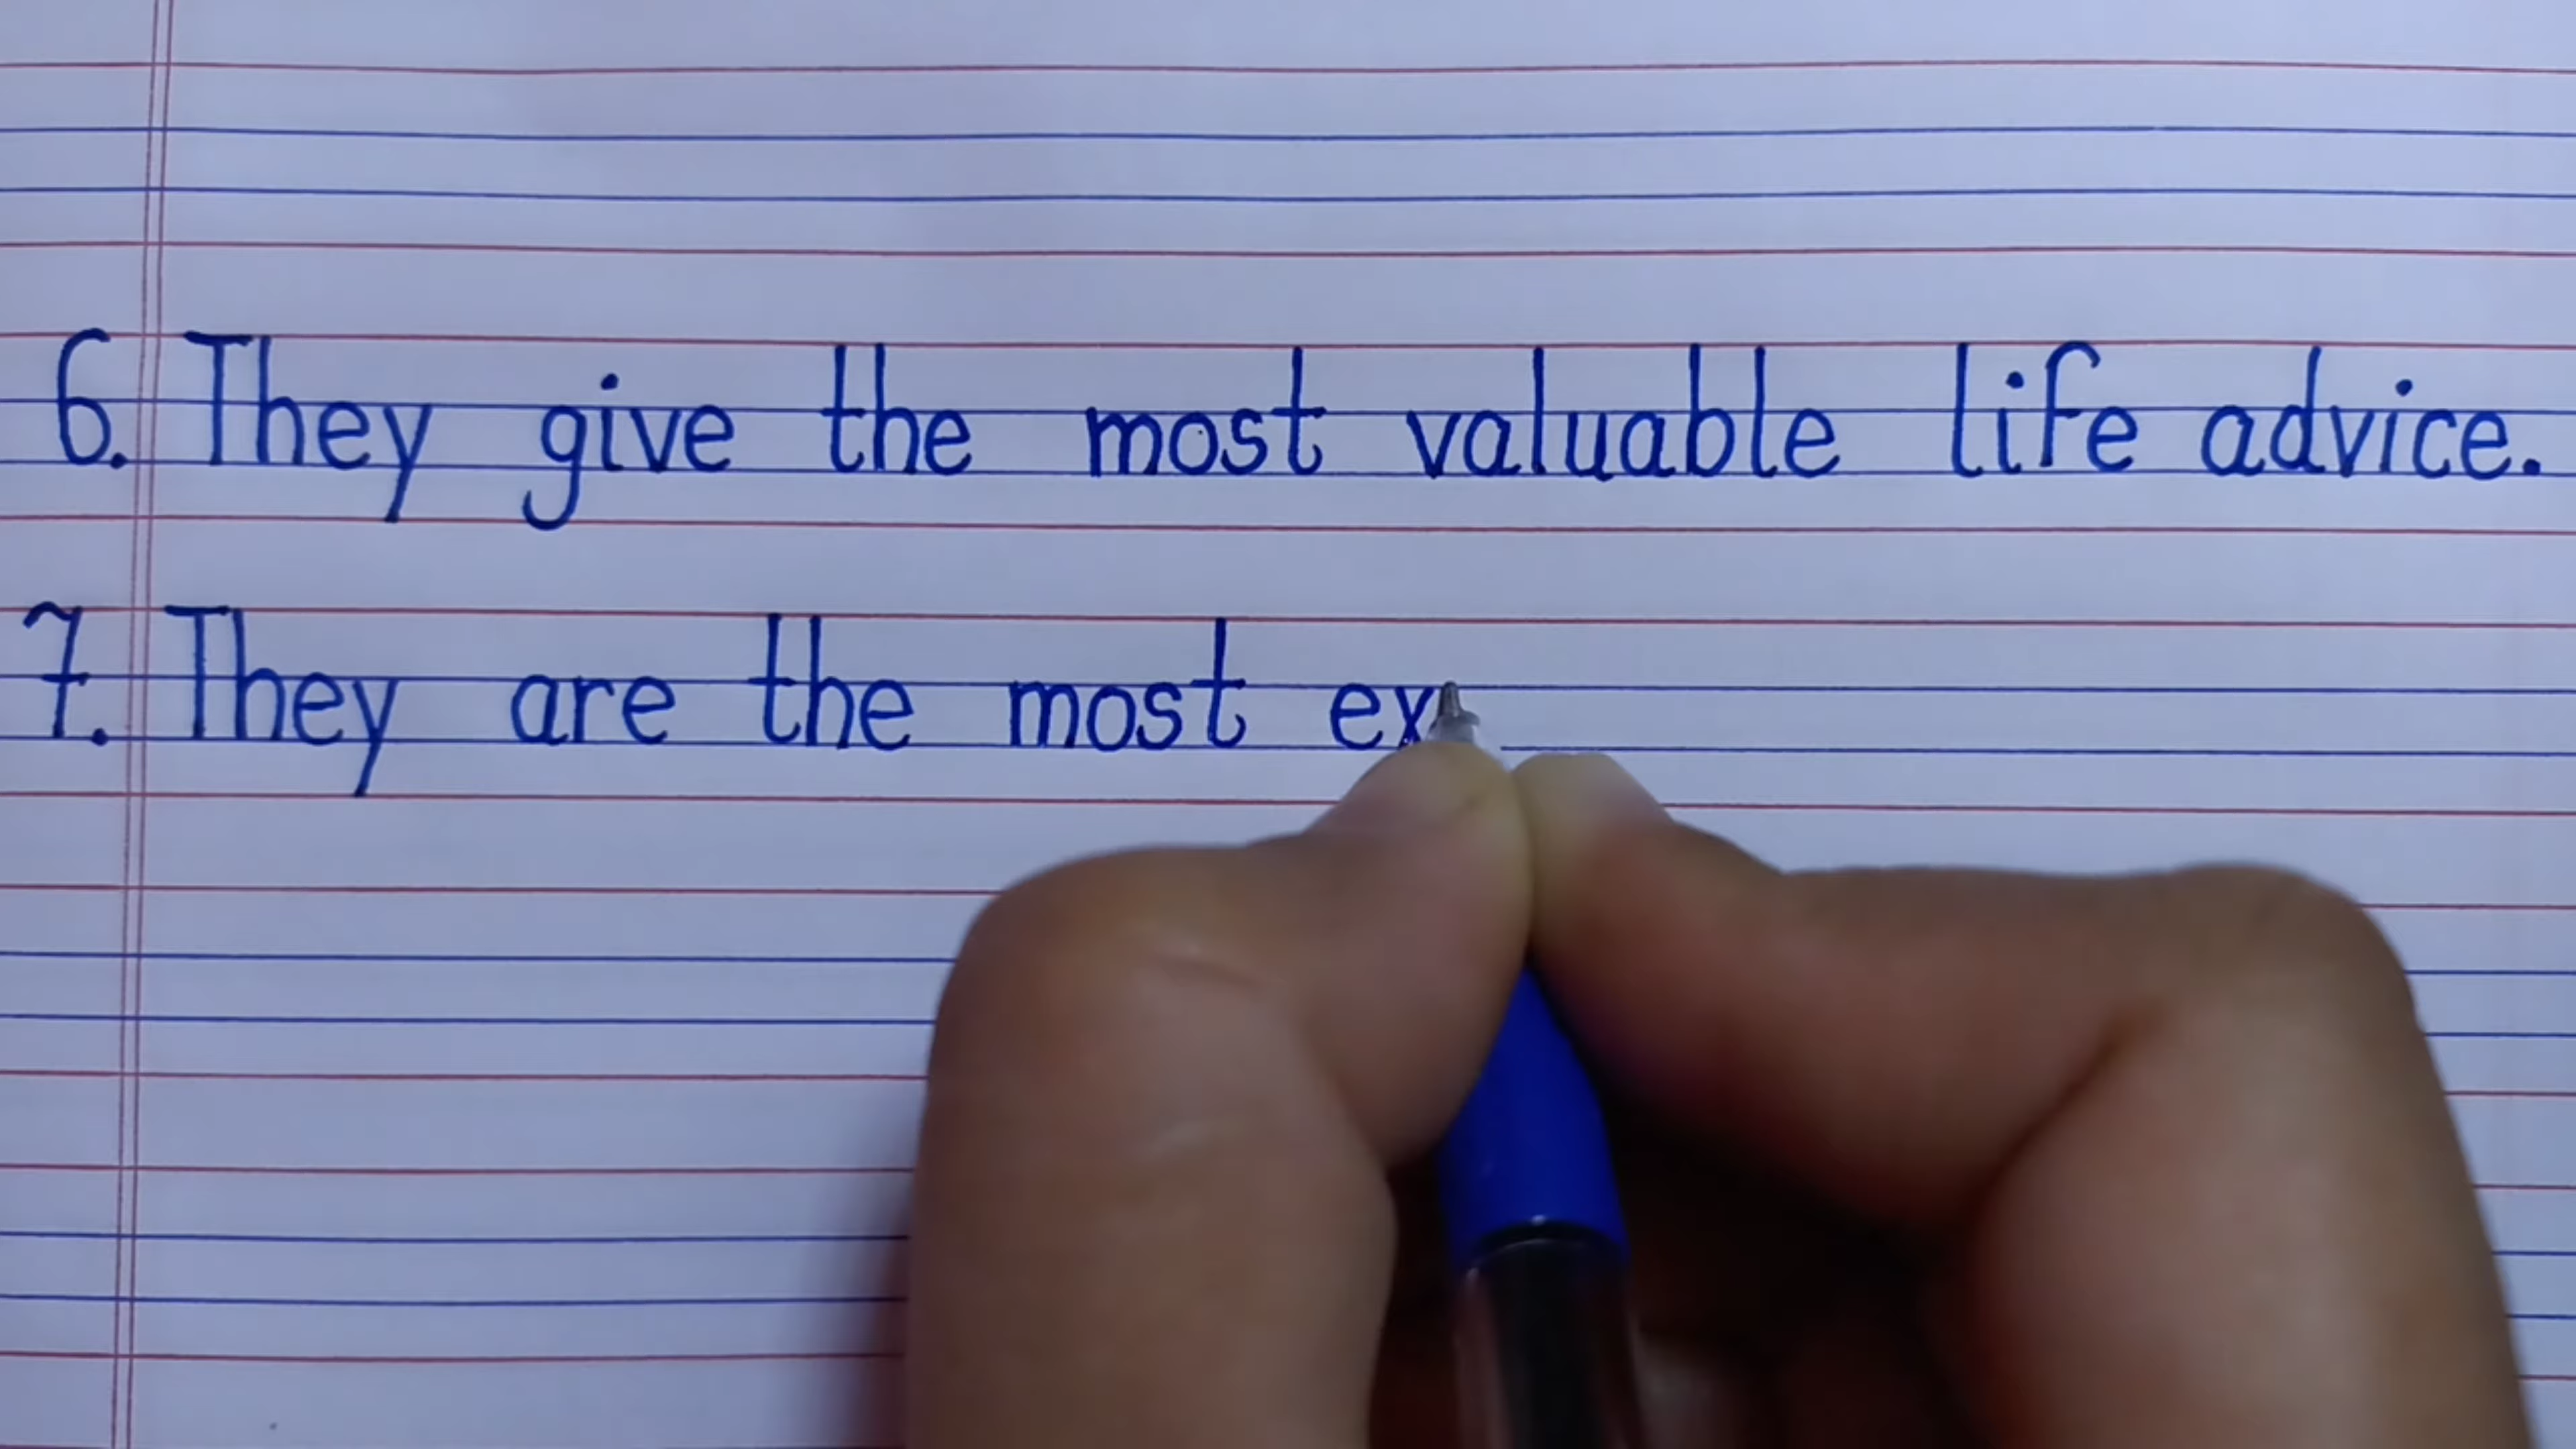 6. They give the most valuable life advice.
7. They are the most ex